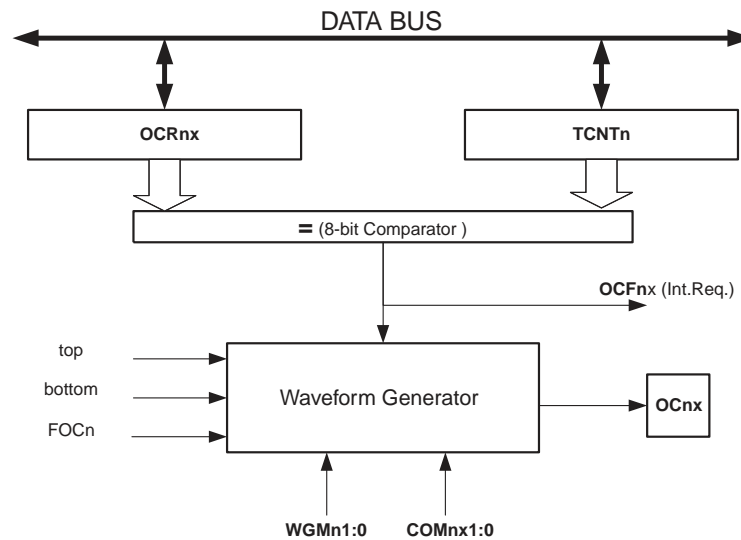 DATA BUS
OCRnx
TCNTn
= (8-bit Comparator )
OCFnx (Int.Req.)
top
bottom
FOCn
Waveform Generator
OCnx
WGMn1:0
COMnx1:0